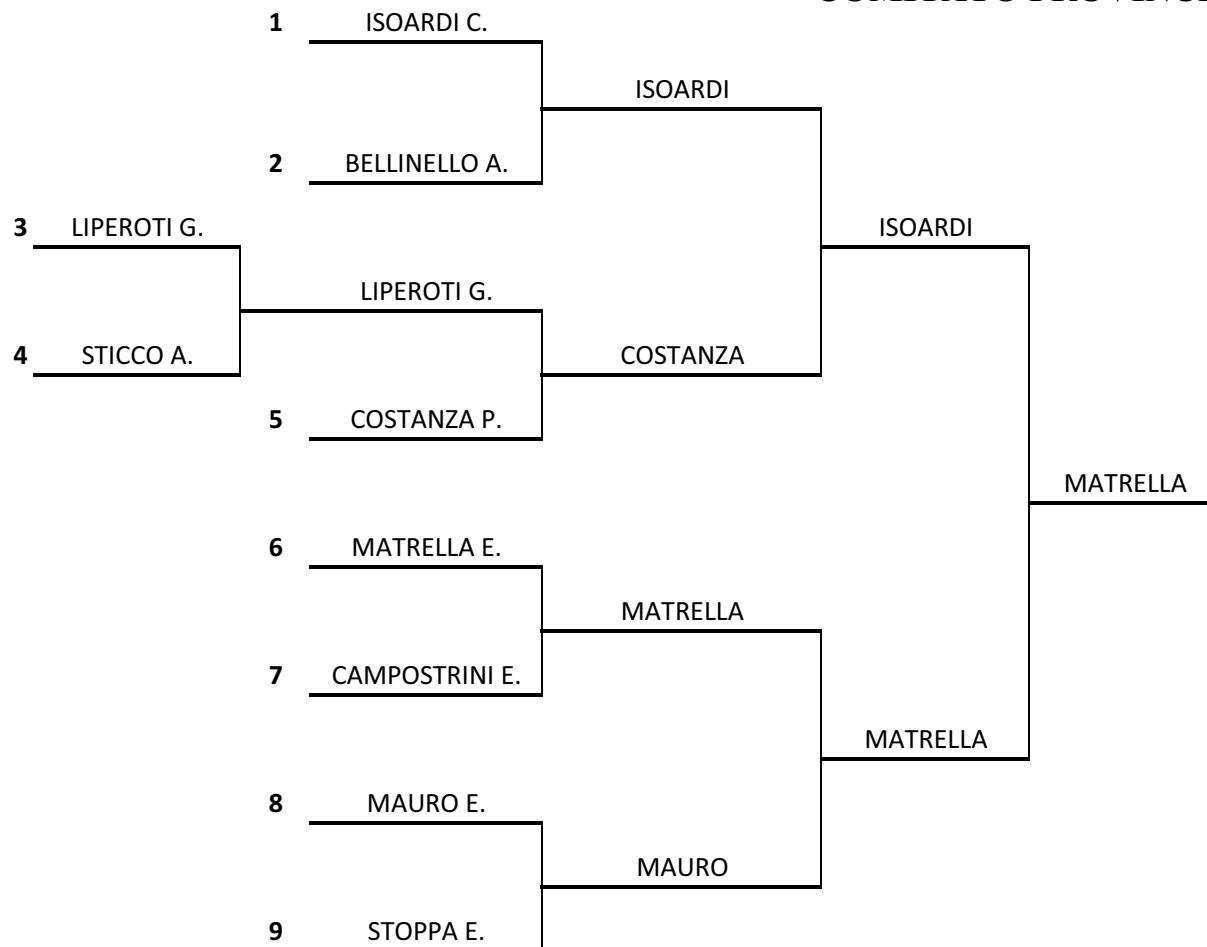 1 ISOARDI C.
ISOARDI
2 BELLINELLO A.
3 LIPEROTI G.
ISOARDI
LIPEROTI G.
4 STICCO A.
COSTANZA
5 COSTANZA P.
MATRELLA
6 MATRELLA E.
MATRELLA
7 CAMPOSTRINI E.
MATRELLA
8 MAURO E.
MAURO
9 STOPPA E.